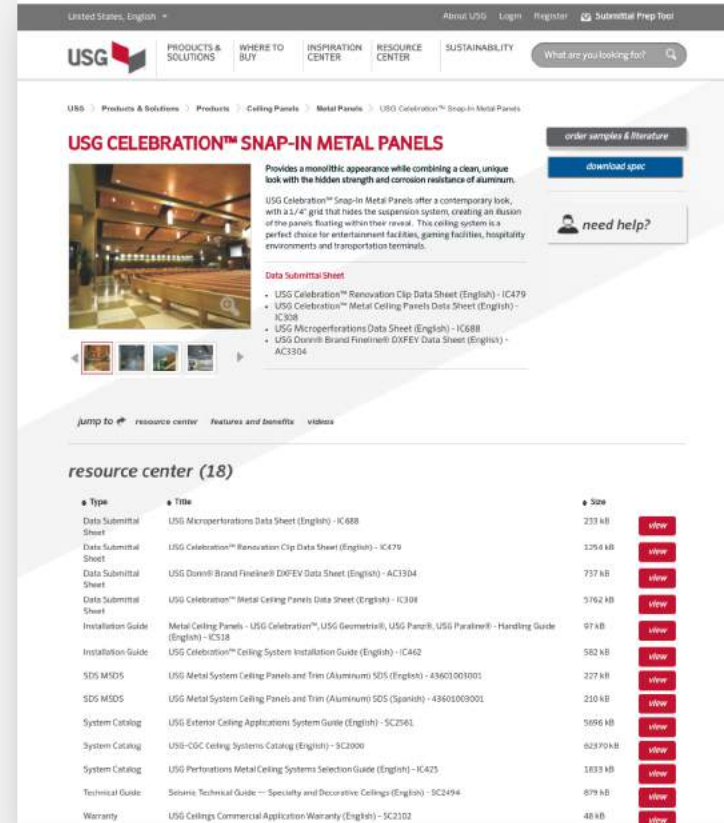 United States, English
About USG Login Register Submittal Prep Tool
USG
PRODUCTS & SOLUTIONS
WHERE TO BUY
INSPIRATION CENTER
RESOURCE CENTER
SUSTAINABILITY
What are you looking for?
USG > Products & Solutions > Products > Ceiling Panels > Metal Panels > USG Celebration™ Snap-In Metal Panels
USG CELEBRATION™ SNAP-IN METAL PANELS
order samples & literature
download spec
need help?
Provides a monolithic appearance while combining a clean, unique
look with the hidden strength and corrosion resistance of aluminum.
USG Celebration™ Snap-In Metal Panels offer a contemporary look,
with a 1/4" grid that hides the suspension system, creating an illusion
of the panels floating within their reveal. This ceiling system is a
perfect choice for entertainment facilities, gaming facilities, hospitality
environments and transportation terminals.
Data Submittal Sheet
• USG Celebration™ Renovation Clip Data Sheet (English) - IC479
• USG Celebration™ Metal Ceiling Panels Data Sheet (English) -
IC308
• USG Microperforations Data Sheet (English) - IC688
• USG Donn® Brand Fineline® DXFEV Data Sheet (English) -
AC3304
jump to resource center features and benefits videos
resource center (18)
Type Title Size
Data Submittal Sheet USG Microperforations Data Sheet (English) - IC688 233 kB view
Data Submittal Sheet USG Celebration™ Renovation Clip Data Sheet (English) - IC479 1254 kB view
Data Submittal Sheet USG Donn® Brand Fineline® DXFEV Data Sheet (English) - AC3304 737 kB view
Data Submittal Sheet USG Celebration™ Metal Ceiling Panels Data Sheet (English) - IC308 5762 kB view
Installation Guide Metal Ceiling Panels - USG Celebration™, USG Geometrix®, USG Panz®, USG Paraline® - Handling Guide (English) - IC518 97 kB view
Installation Guide USG Celebration™ Ceiling System Installation Guide (English) - IC462 582 kB view
SDS MSDS USG Metal System Ceiling Panels and Trim (Aluminum) SDS (English) - 43601003001 227 kB view
SDS MSDS USG Metal System Ceiling Panels and Trim (Aluminum) SDS (Spanish) - 43601003001 210 kB view
System Catalog USG Exterior Ceiling Applications System Guide (English) - SC2561 5696 kB view
System Catalog USG-CGC Ceiling Systems Catalog (English) - SC2000 62370 kB view
System Catalog USG Perforations Metal Ceiling Systems Selection Guide (English) - IC425 1833 kB view
Technical Guide Seismic Technical Guide — Specialty and Decorative Ceilings (English) - SC2494 879 kB view
Warranty USG Ceilings Commercial Application Warranty (English) - SC2102 48 kB view